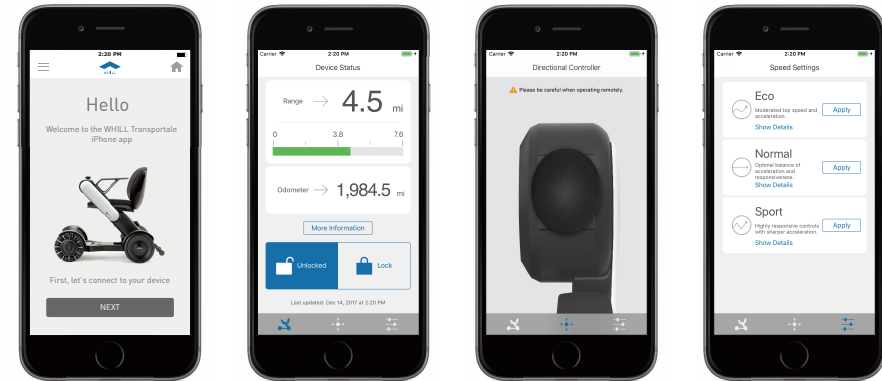 2:20 PM
WHILL
Hello
Welcome to the WHILL Transportale
iPhone app
First, let's connect to your device
NEXT
Carrier 2:20 PM
Device Status
Range 4.5 mi
0 3.8 7.6
Odometer 1,984.5 mi
More Information
Unlocked Lock
Last updated: Dec 14, 2017 at 2:20 PM
Carrier 2:20 PM
Directional Controller
Please be careful when operating remotely.
Carrier 2:20 PM
Speed Settings
Eco
Moderated top speed and
acceleration.
Apply
Show Details
Normal
Optimal balance of
acceleration and
responsiveness.
Apply
Show Details
Sport
Highly responsive controls
with sharper acceleration.
Apply
Show Details